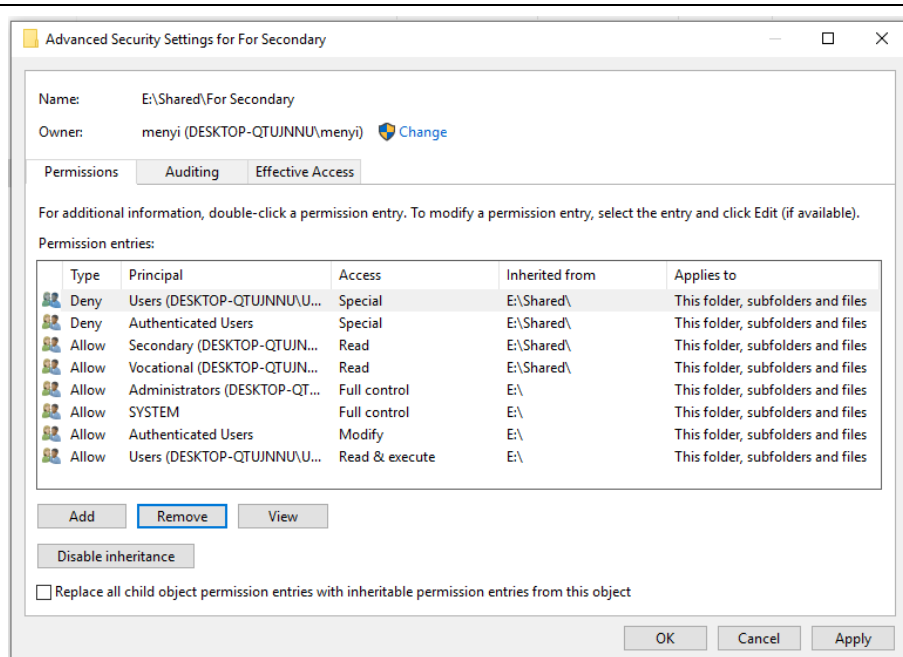 Advanced Security Settings for For Secondary
Name: E:\Shared\For Secondary
Owner: menyi (DESKTOP-QTUJNNU\menyi) Change
Permissions Auditing Effective Access
For additional information, double-click a permission entry. To modify a permission entry, select the entry and click Edit (if available).
Permission entries:
Type Principal Access Inherited from Applies to
Deny Users (DESKTOP-QTUJNNU\U... Special E:\Shared\ This folder, subfolders and files
Deny Authenticated Users Special E:\Shared\ This folder, subfolders and files
Allow Secondary (DESKTOP-QTUJN... Read E:\Shared\ This folder, subfolders and files
Allow Vocational (DESKTOP-QTUJN... Read E:\Shared\ This folder, subfolders and files
Allow Administrators (DESKTOP-QT... Full control E:\ This folder, subfolders and files
Allow SYSTEM Full control E:\ This folder, subfolders and files
Allow Authenticated Users Modify E:\ This folder, subfolders and files
Allow Users (DESKTOP-QTUJNNU\U... Read & execute E:\ This folder, subfolders and files
Add Remove View
Disable inheritance
Replace all child object permission entries with inheritable permission entries from this object
OK Cancel Apply